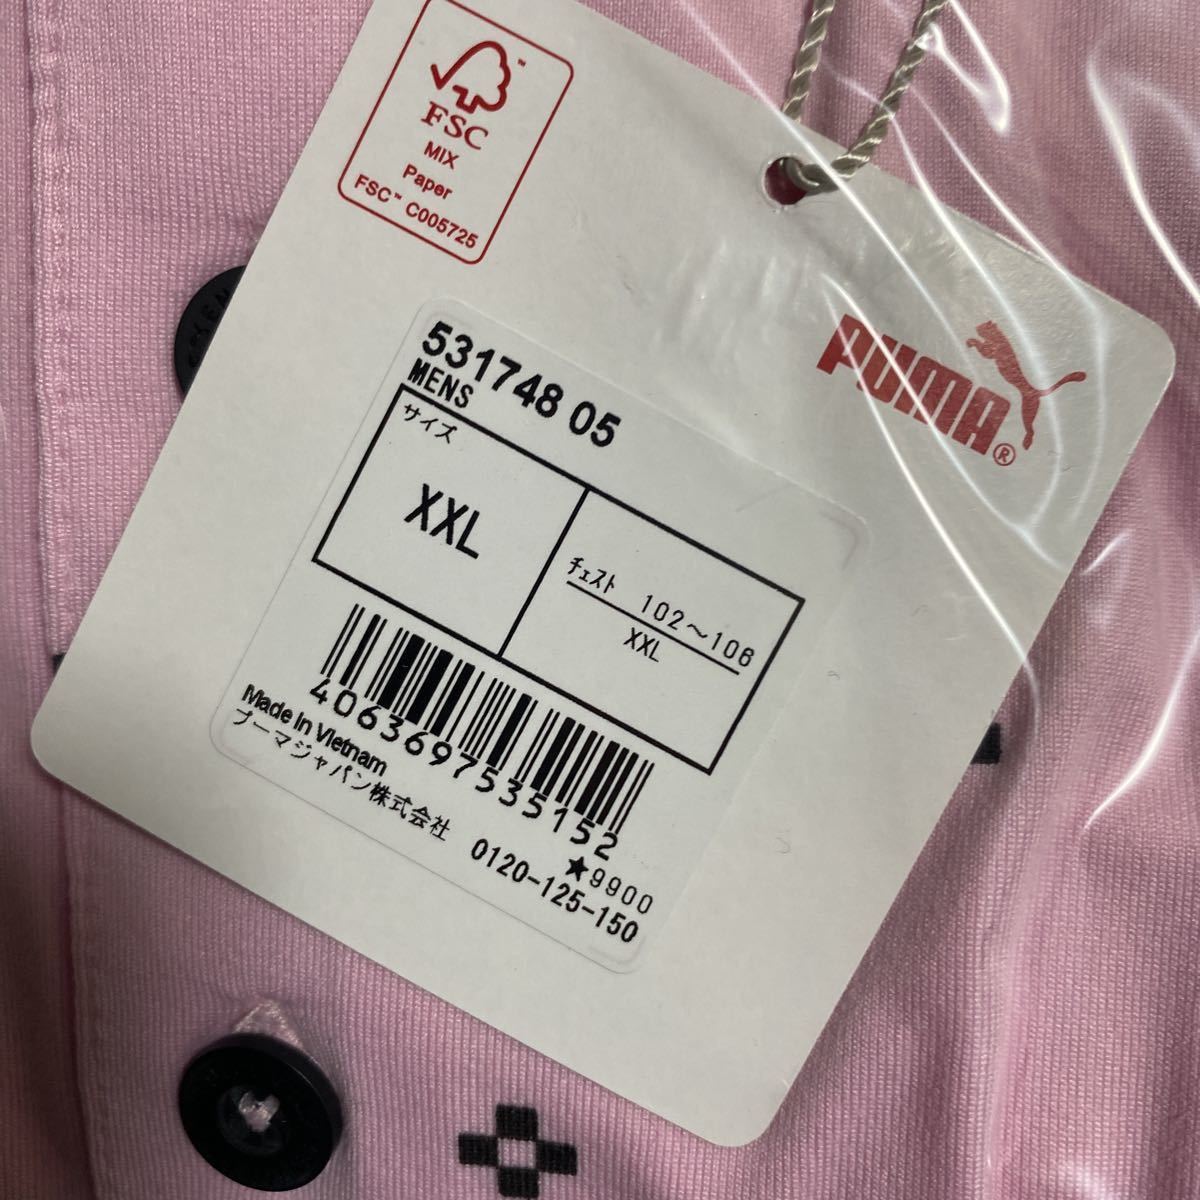 FSC™
MIX
Paper
FSC™ C005725
PUMA®
531748 05
MENS
サイズ
XXL
チェスト 102～106
XXL
4063697535152
Made in Vietnam
★9900
プーマジャパン株式会社 0120-125-150